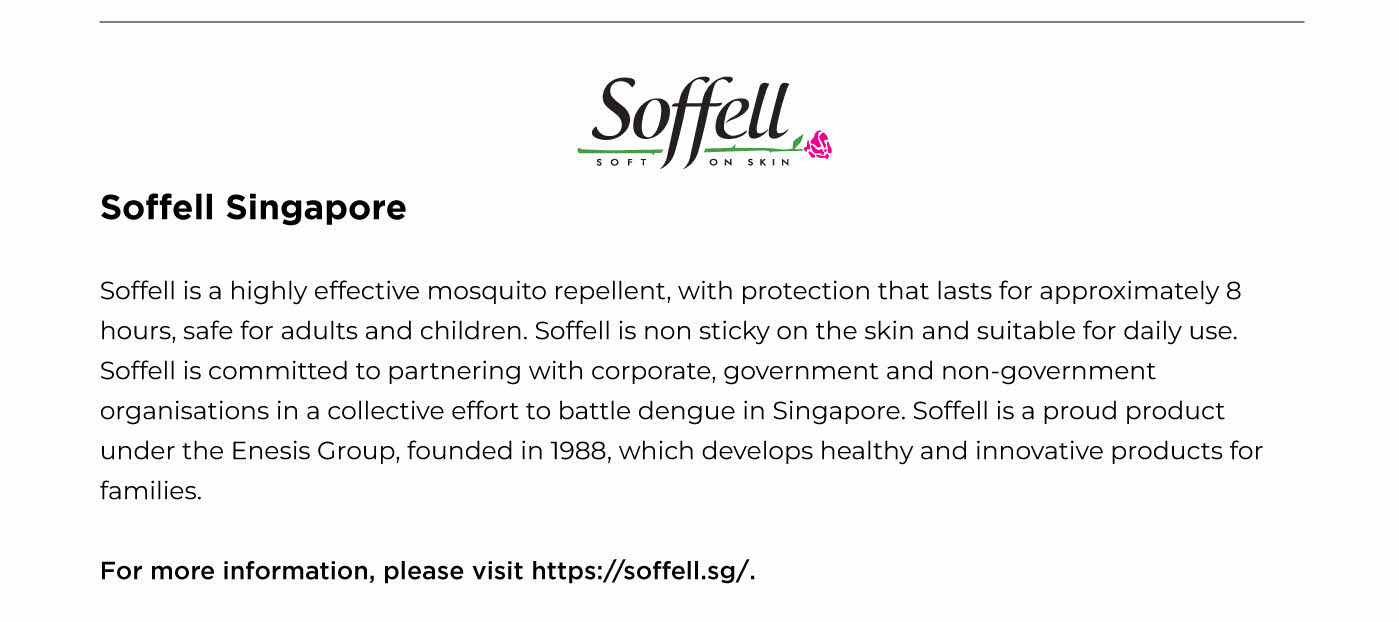 Soffell
SOFT ON SKIN
Soffell Singapore
Soffell is a highly effective mosquito repellent, with protection that lasts for approximately 8
hours, safe for adults and children. Soffell is non sticky on the skin and suitable for daily use.
Soffell is committed to partnering with corporate, government and non-government
organisations in a collective effort to battle dengue in Singapore. Soffell is a proud product
under the Enesis Group, founded in 1988, which develops healthy and innovative products for
families.
For more information, please visit https://soffell.sg/.